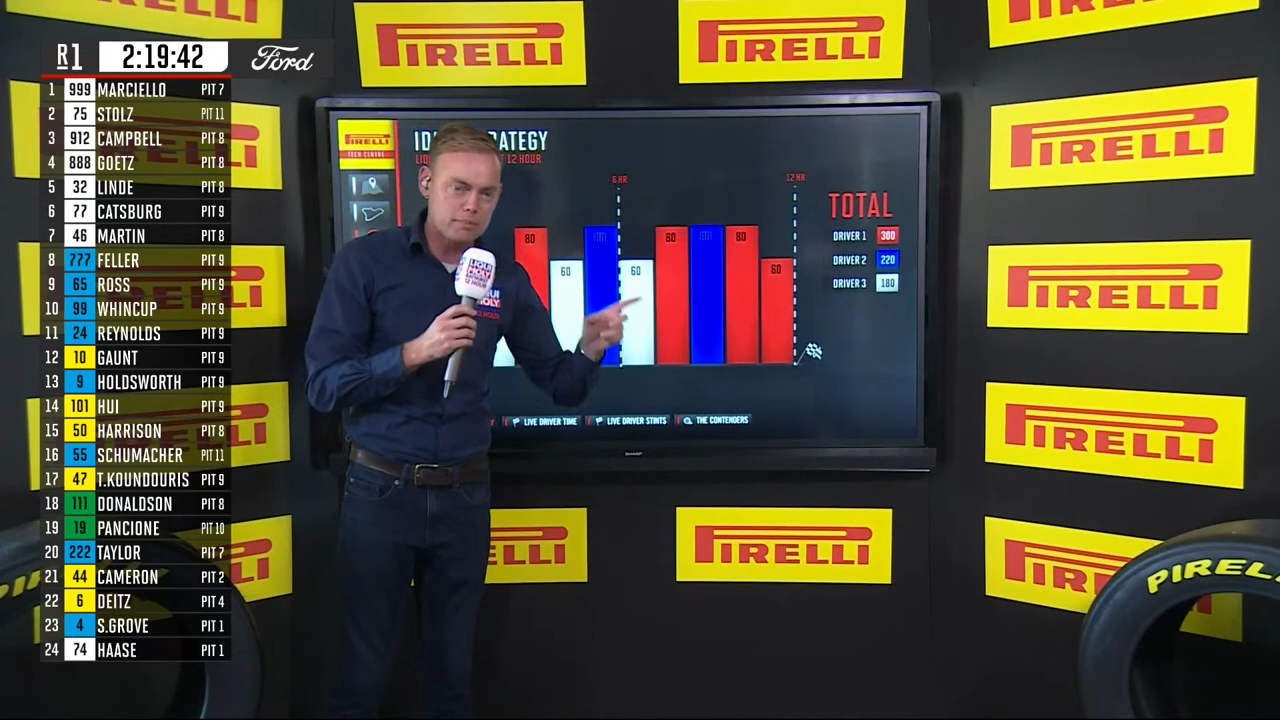 R1 2:19:42 Ford
1 999 MARCIELLO PIT 7
2 75 STOLZ PIT 11
3 912 CAMPBELL PIT 8
4 888 GOETZ PIT 8
5 32 LINDE PIT 8
6 77 CATSBURG PIT 9
7 46 MARTIN PIT 8
8 777 FELLER PIT 9
9 65 ROSS PIT 9
10 99 WHINCUP PIT 9
11 24 REYNOLDS PIT 9
12 10 GAUNT PIT 9
13 9 HOLDSWORTH PIT 9
14 101 HUI PIT 9
15 50 HARRISON PIT 8
16 55 SCHUMACHER PIT 11
17 47 T.KOUNDOURIS PIT 9
18 111 DONALDSON PIT 8
19 19 PANCIONE PIT 10
20 222 TAYLOR PIT 7
21 44 CAMERON PIT 2
22 6 DEITZ PIT 4
23 4 S.GROVE PIT 1
24 74 HAASE PIT 1
PIRELLI
PIRELLI
PIRELLI
PIRELLI
PIRELLI
PIRELLI
PIRELLI
PIRELLI
PIRELLI
PIRELLI
TECH CENTRE
12 HOUR
6 HR
12 HR
80
60
60
80
80
60
TOTAL
DRIVER 1 300
DRIVER 2 220
DRIVER 3 180
LIVE DRIVER TIME
LIVE DRIVER STINTS
THE CONTENDERS
SHARP
LIQUI
MOLY
12 HOUR